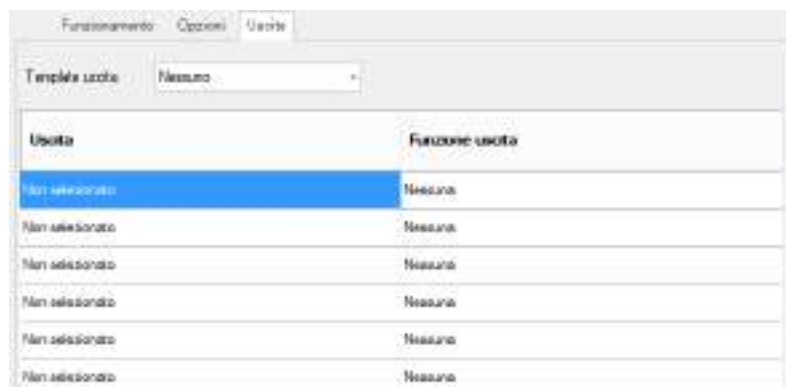 Funzionamento Opzioni Uscite
Template uscita Nessuno
Uscita Funzione uscita
Non selezionato Nessuna
Non selezionato Nessuna
Non selezionato Nessuna
Non selezionato Nessuna
Non selezionato Nessuna
Non selezionato Nessuna